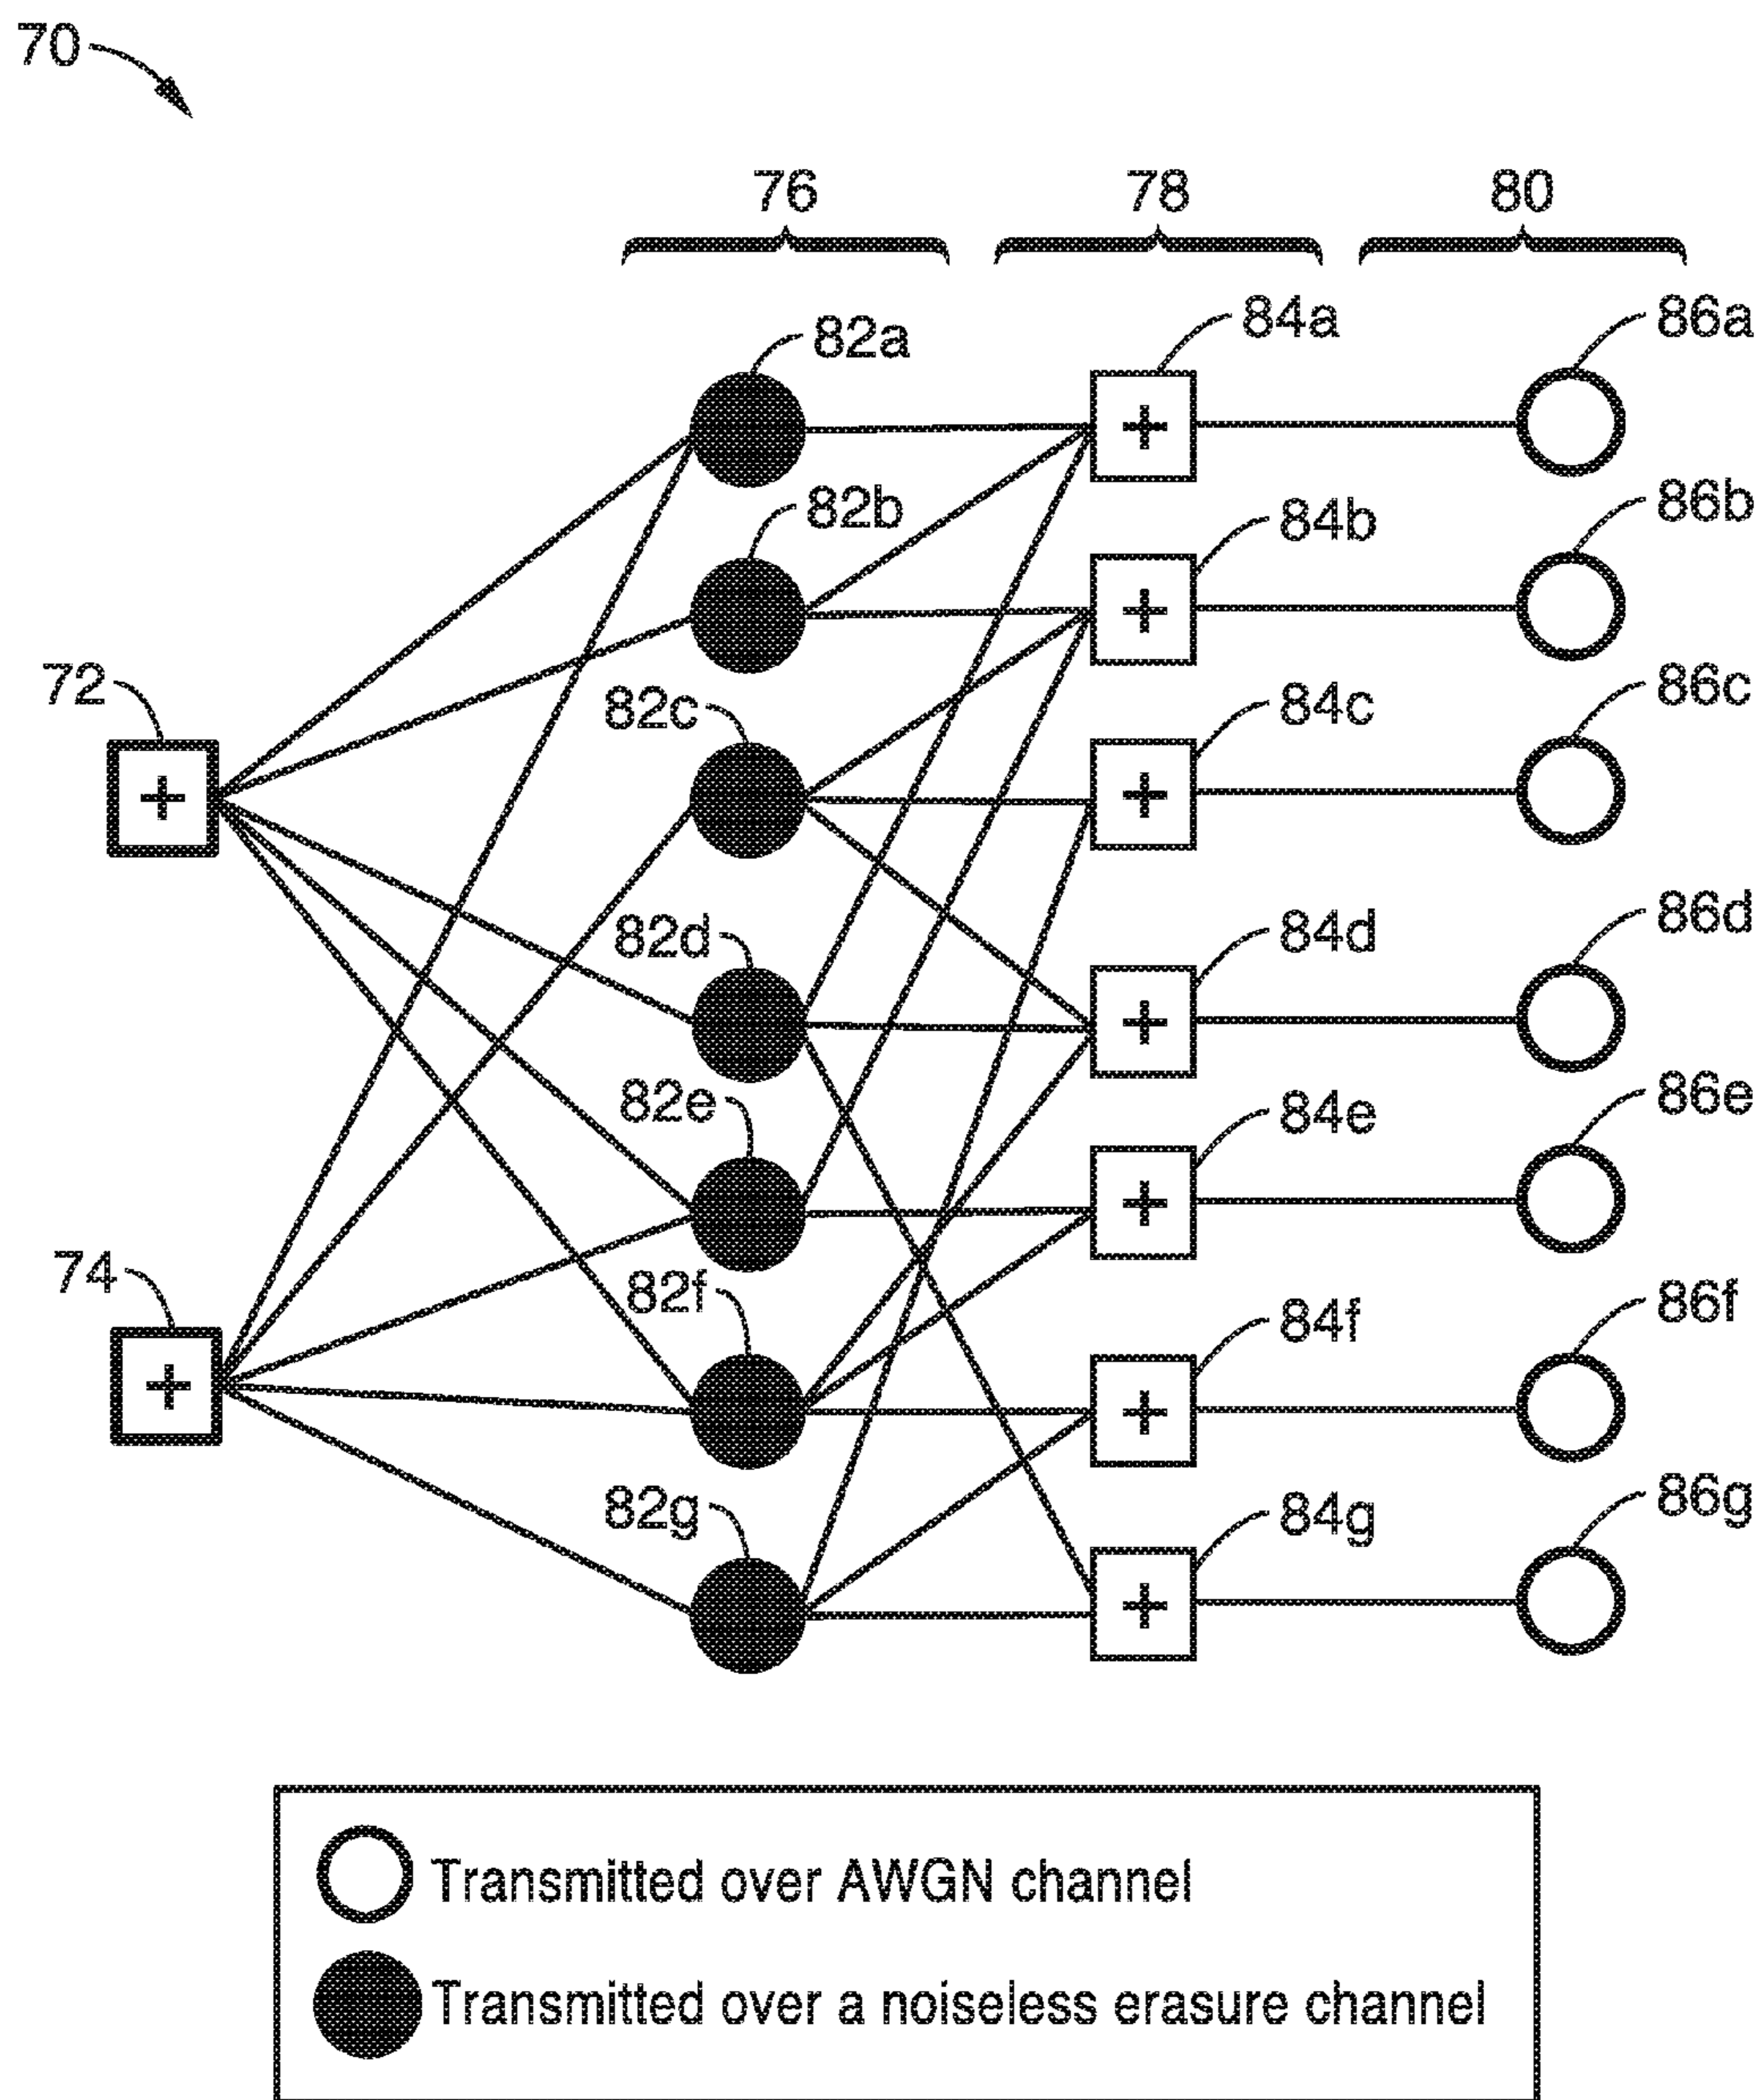 70
76 78 80
82a 84a 86a
82b 84b 86b
72 82c 84c 86c
82d 84d 86d
82e 84e 86e
74 82f 84f 86f
82g 84g 86g
Transmitted over AWGN channel
Transmitted over a noiseless erasure channel